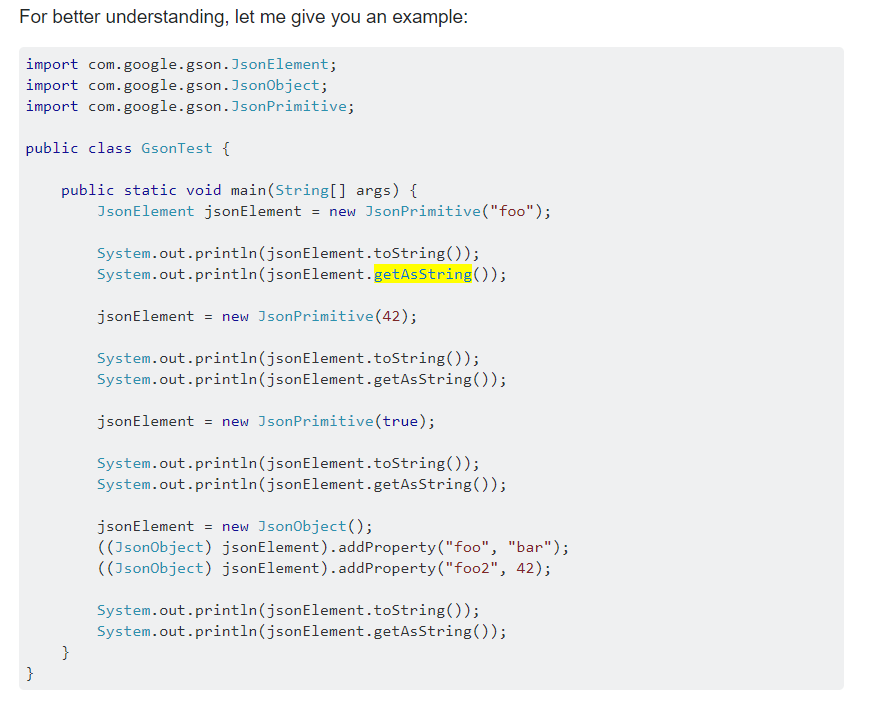 For better understanding, let me give you an example:
import com.google.gson.JsonElement;
import com.google.gson.JsonObject;
import com.google.gson.JsonPrimitive;
public class GsonTest {
public static void main(String[] args) {
JsonElement jsonElement = new JsonPrimitive("foo");
System.out.println(jsonElement.toString());
System.out.println(jsonElement.getAsString());
jsonElement = new JsonPrimitive(42);
System.out.println(jsonElement.toString());
System.out.println(jsonElement.getAsString());
jsonElement = new JsonPrimitive(true);
System.out.println(jsonElement.toString());
System.out.println(jsonElement.getAsString());
jsonElement = new JsonObject();
((JsonObject) jsonElement).addProperty("foo", "bar");
((JsonObject) jsonElement).addProperty("foo2", 42);
System.out.println(jsonElement.toString());
System.out.println(jsonElement.getAsString());
}
}